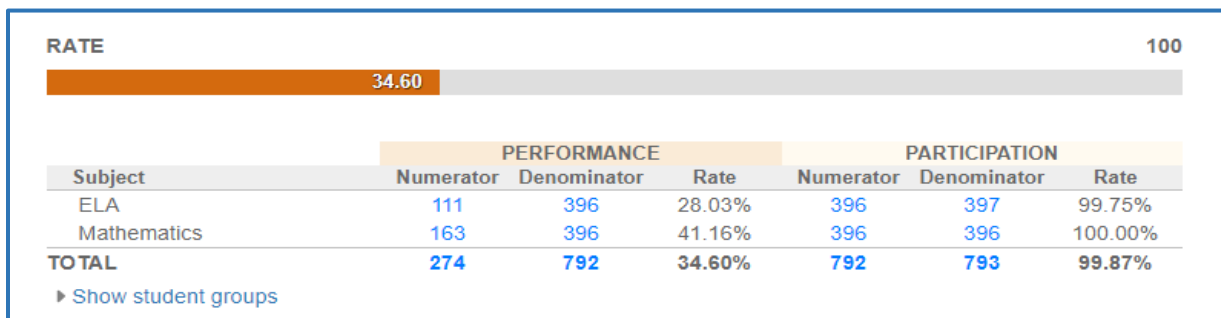 RATE 100
34.60
PERFORMANCE PARTICIPATION
Subject Numerator Denominator Rate Numerator Denominator Rate
ELA 111 396 28.03% 396 397 99.75%
Mathematics 163 396 41.16% 396 396 100.00%
TOTAL 274 792 34.60% 792 793 99.87%
Show student groups